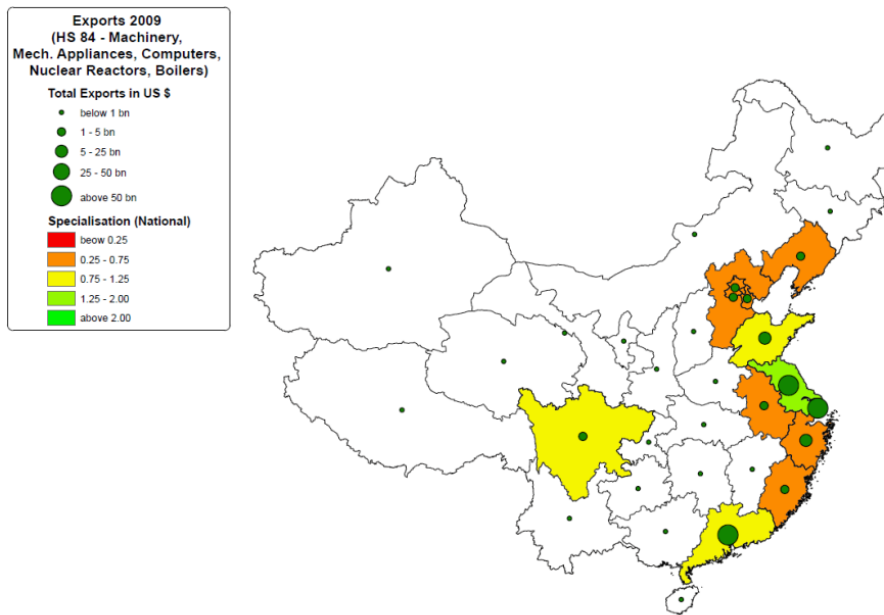 Exports 2009
(HS 84 - Machinery,
Mech. Appliances, Computers,
Nuclear Reactors, Boilers)
Total Exports in US $
below 1 bn
1 - 5 bn
5 - 25 bn
25 - 50 bn
above 50 bn
Specialisation (National)
beow 0.25
0.25 - 0.75
0.75 - 1.25
1.25 - 2.00
above 2.00